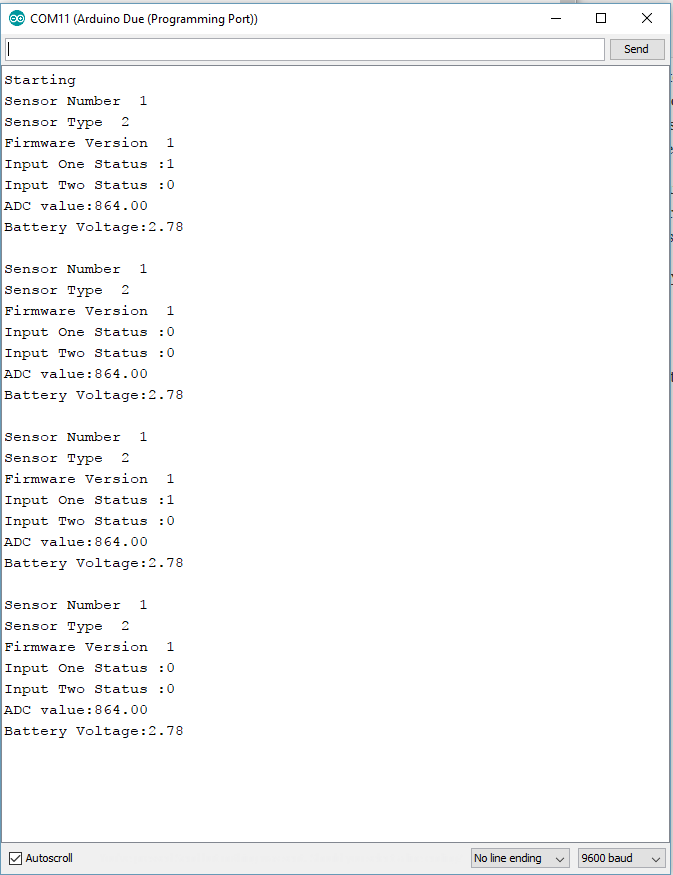 COM11 (Arduino Due (Programming Port))
Send
Starting
Sensor Number  1
Sensor Type  2
Firmware Version  1
Input One Status :1
Input Two Status :0
ADC value:864.00
Battery Voltage:2.78

Sensor Number  1
Sensor Type  2
Firmware Version  1
Input One Status :0
Input Two Status :0
ADC value:864.00
Battery Voltage:2.78

Sensor Number  1
Sensor Type  2
Firmware Version  1
Input One Status :1
Input Two Status :0
ADC value:864.00
Battery Voltage:2.78

Sensor Number  1
Sensor Type  2
Firmware Version  1
Input One Status :0
Input Two Status :0
ADC value:864.00
Battery Voltage:2.78
Autoscroll
No line ending
9600 baud